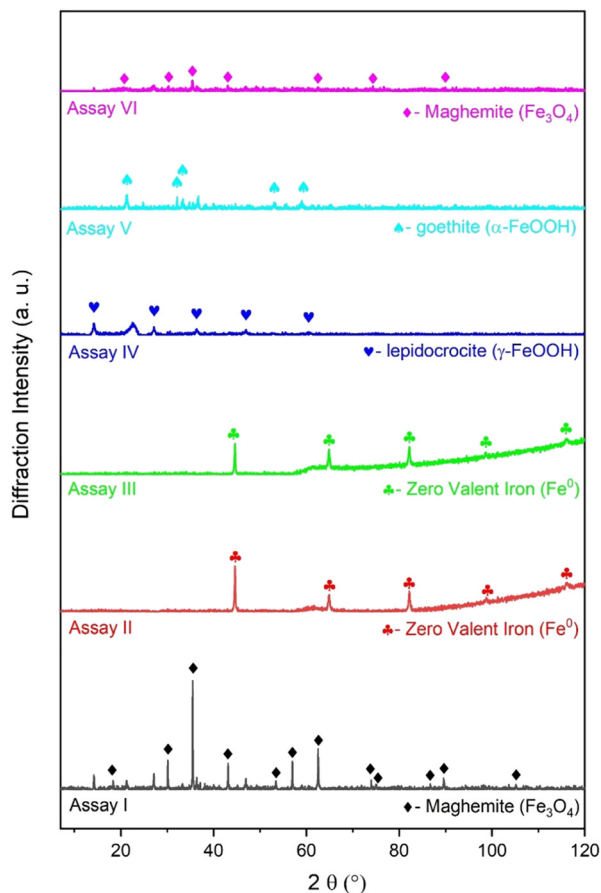 Assay VI
♦- Maghemite (Fe₃O₄)
Assay V
♠- goethite (α-FeOOH)
Assay IV
♥- lepidocrocite (γ-FeOOH)
Assay III
♣- Zero Valent Iron (Fe⁰)
Assay II
♣- Zero Valent Iron (Fe⁰)
Assay I
♦- Maghemite (Fe₃O₄)
Diffraction Intensity (a. u.)
20 40 60 80 100 120
2 θ (°)